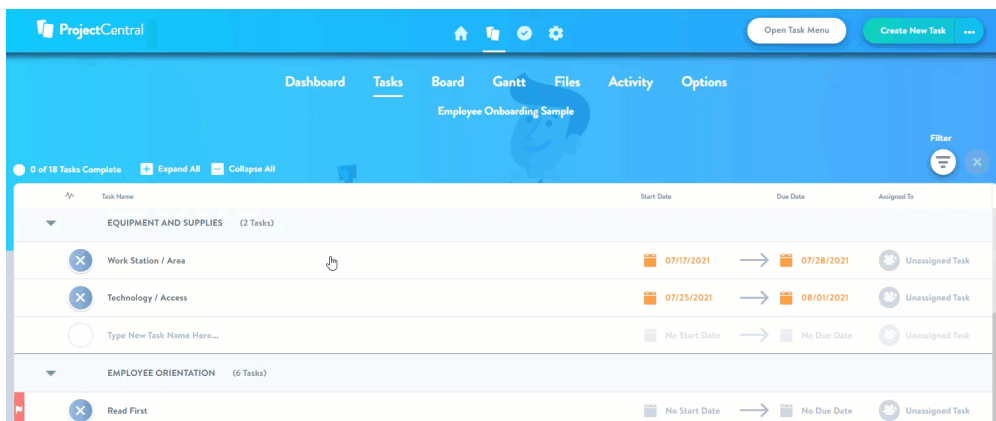 ProjectCentral
Open Task Menu
Create New Task
Dashboard Tasks Board Gantt Files Activity Options
Employee Onboarding Sample
Filter
0 of 18 Tasks Complete Expand All Collapse All
Task Name Start Date Due Date Assigned To
EQUIPMENT AND SUPPLIES (2 Tasks)
Work Station / Area 07/17/2021 07/28/2021 Unassigned Task
Technology / Access 07/25/2021 08/01/2021 Unassigned Task
Type New Task Name Here... No Start Date No Due Date Unassigned Task
EMPLOYEE ORIENTATION (6 Tasks)
Read First No Start Date No Due Date Unassigned Task